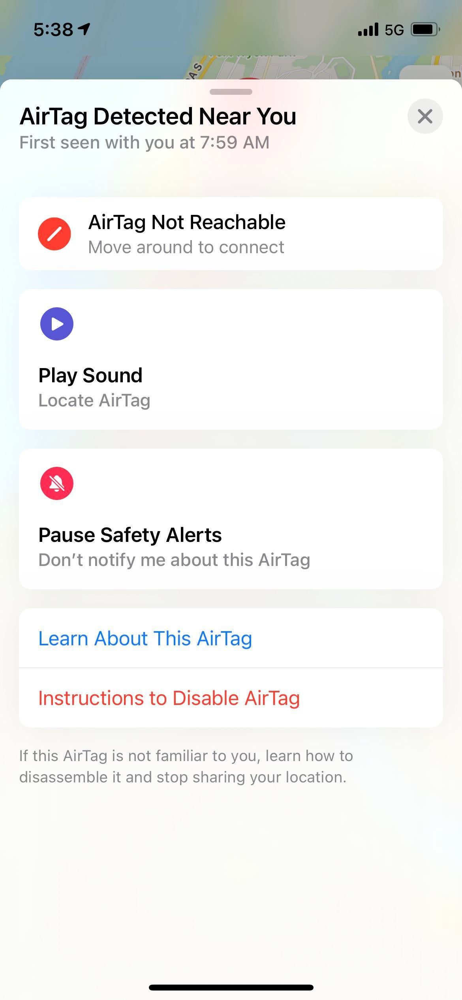 5:38
5G
AS
AirTag Detected Near You
First seen with you at 7:59 AM
AirTag Not Reachable
Move around to connect
Play Sound
Locate AirTag
Pause Safety Alerts
Don’t notify me about this AirTag
Learn About This AirTag
Instructions to Disable AirTag
If this AirTag is not familiar to you, learn how to
disassemble it and stop sharing your location.